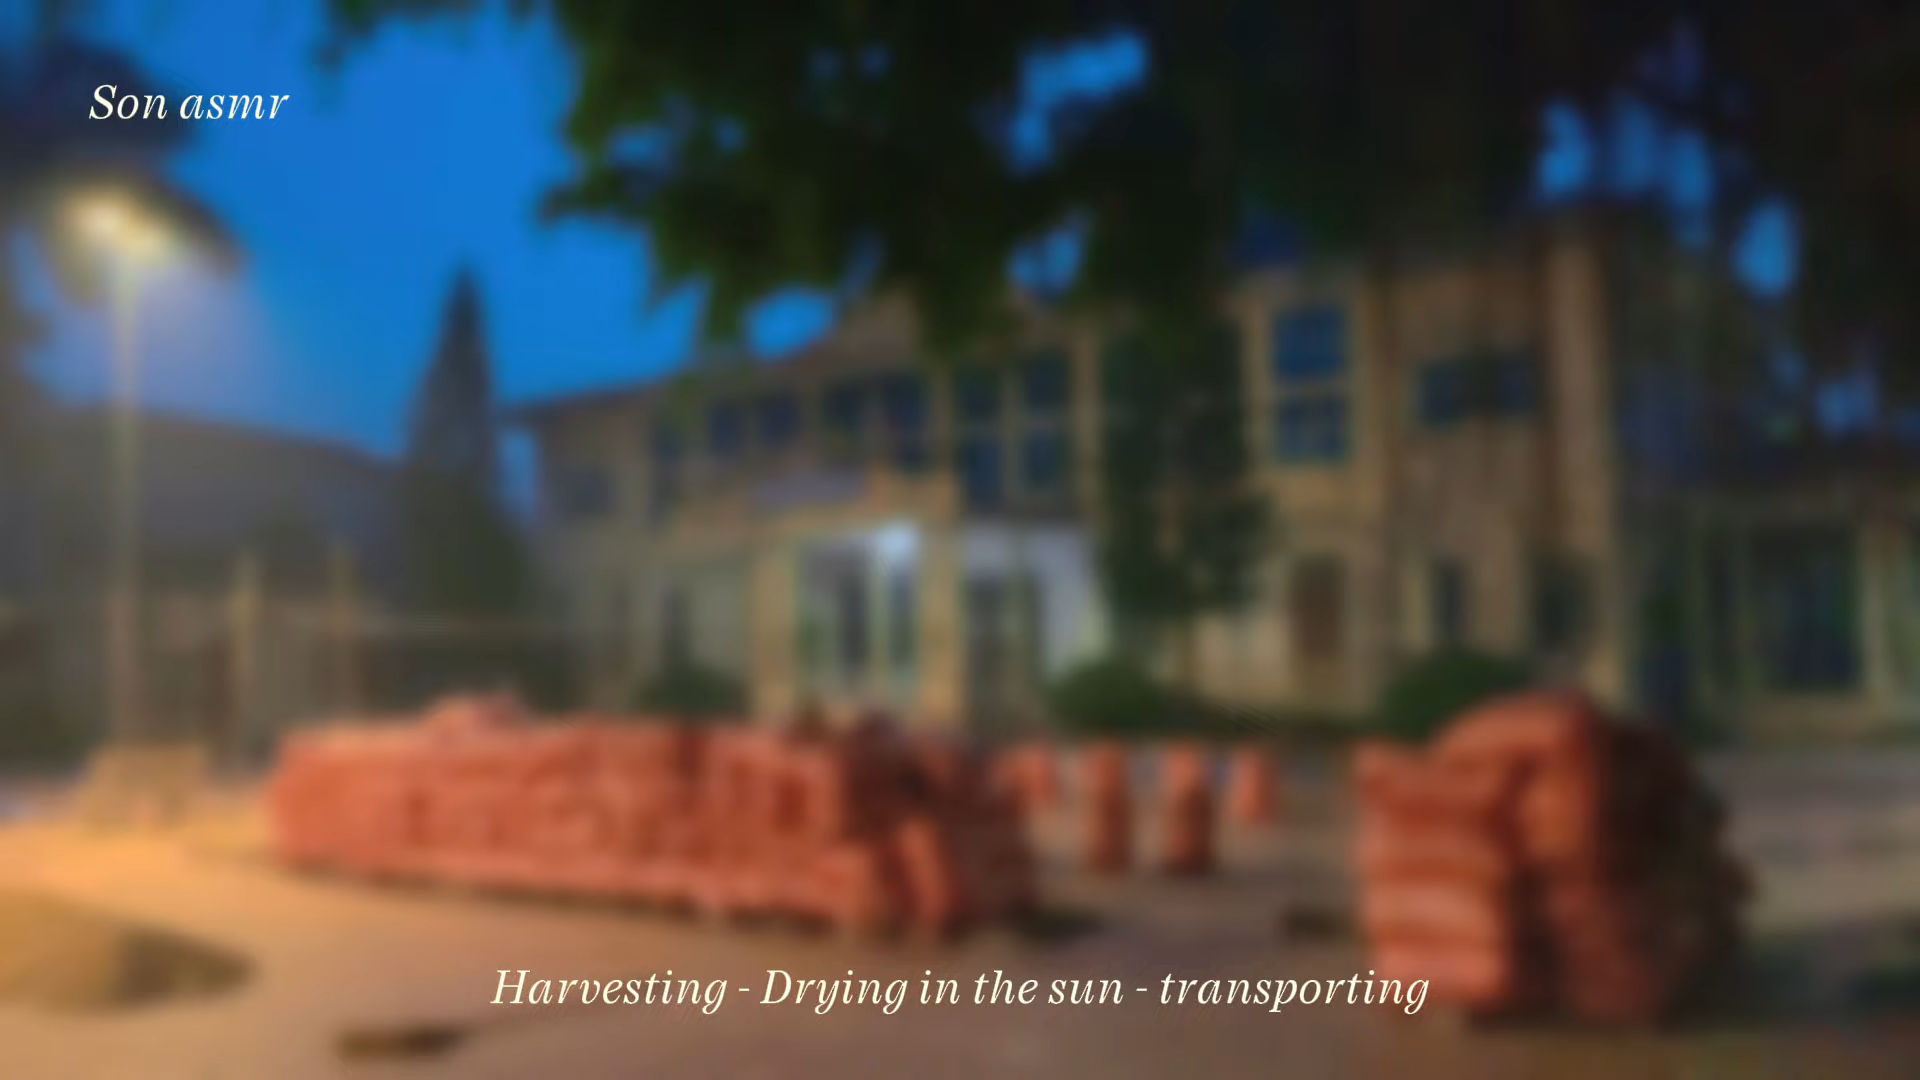 Son asmr
Harvesting - Drying in the sun - transporting